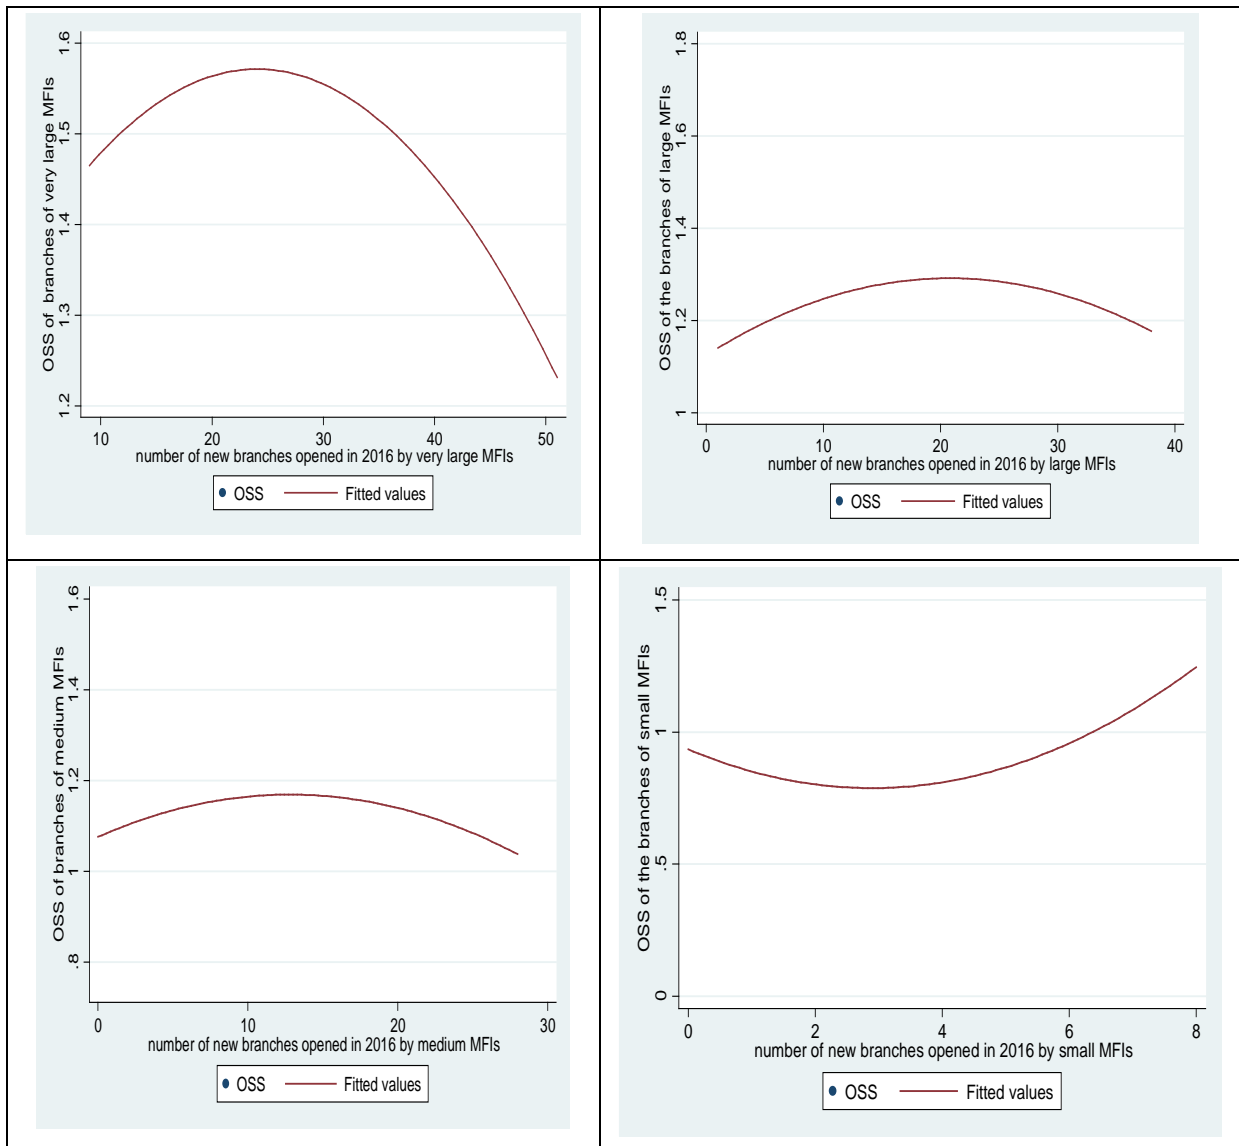 OSS of branches of very large MFIs
1.6
1.5
1.4
1.3
1.2
10 20 30 40 50
number of new branches opened in 2016 by very large MFIs
OSS Fitted values
OSS of the branches of large MFIs
1.8
1.6
1.4
1.2
1
0 10 20 30 40
number of new branches opened in 2016 by large MFIs
OSS Fitted values
OSS of branches of medium MFIs
1.6
1.4
1.2
1
.8
0 10 20 30
number of new branches opened in 2016 by medium MFIs
OSS Fitted values
OSS of the branches of small MFIs
1.5
1
.5
0
0 2 4 6 8
number of new branches opened in 2016 by small MFIs
OSS Fitted values